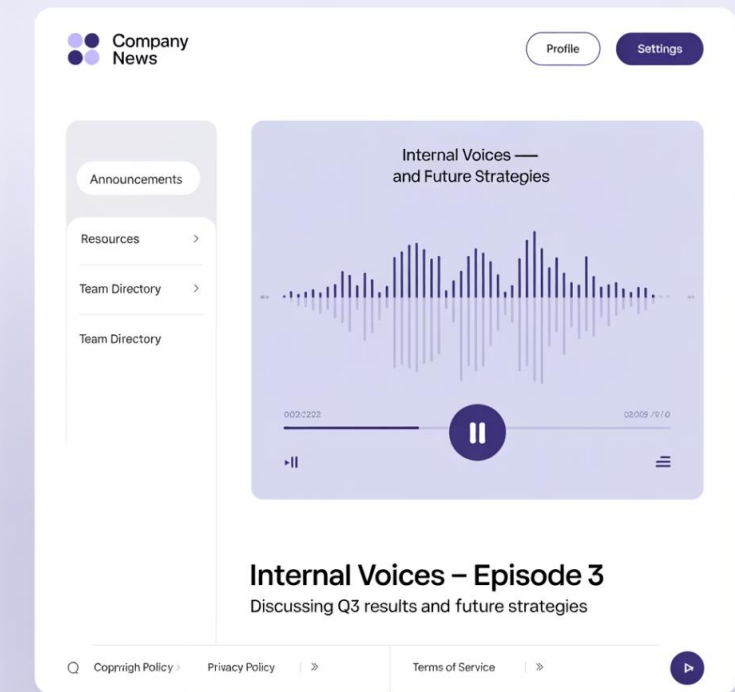 Company
News
Profile
Settings
Announcements
Resources
Team Directory
Team Directory
Internal Voices —
and Future Strategies
Internal Voices – Episode 3
Discussing Q3 results and future strategies
Policy
Privacy Policy
Terms of Service